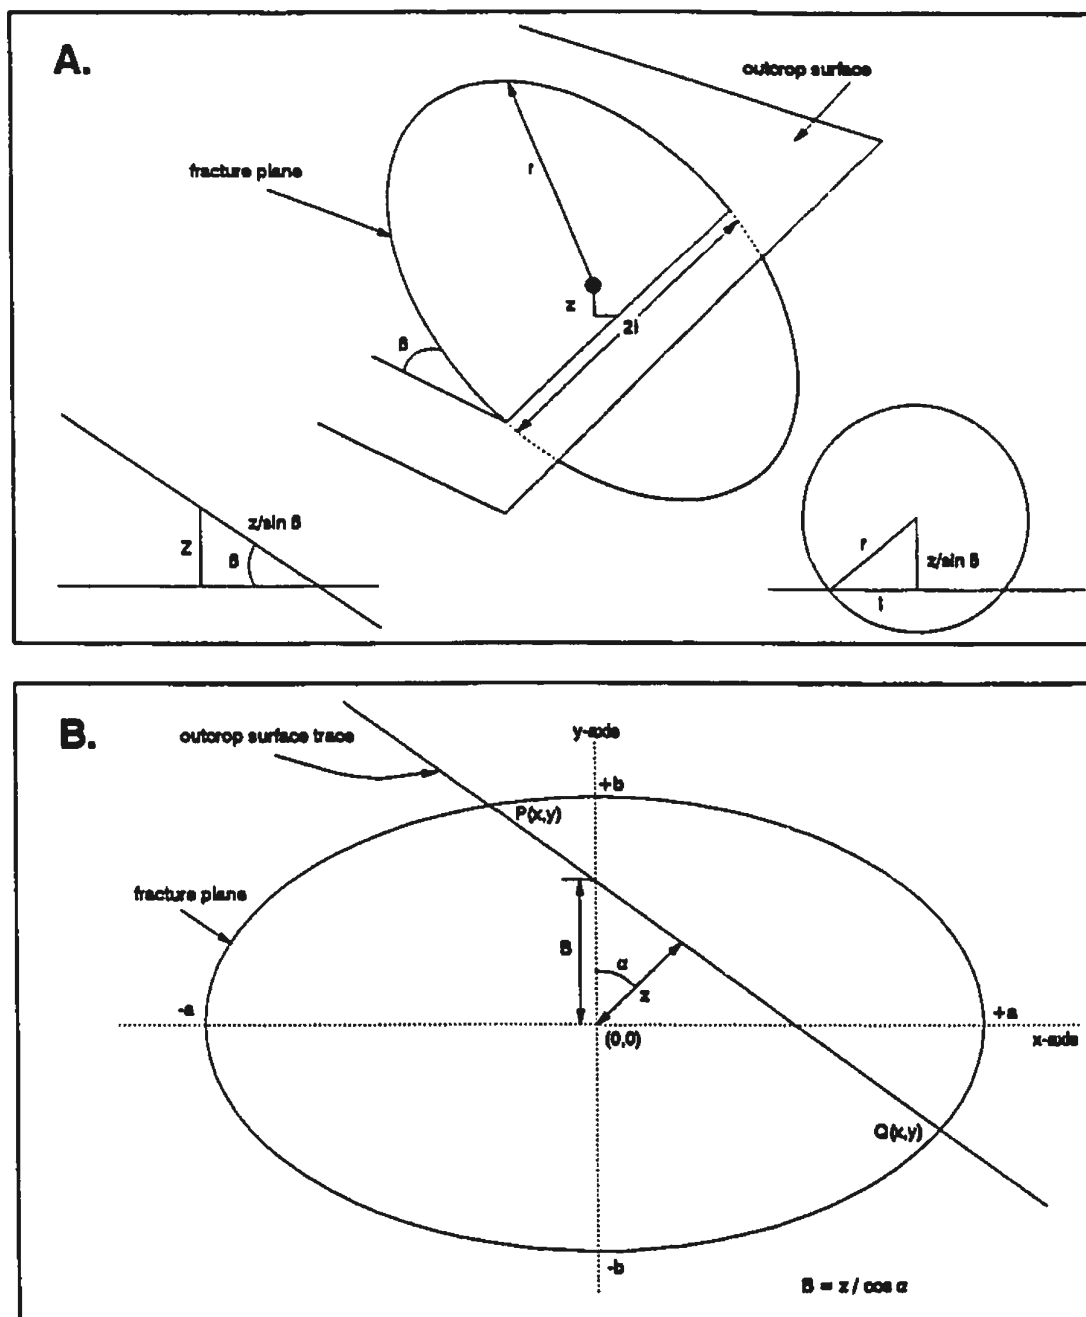 A.
outcrop surface
fracture plane
r
z
2l
β
z/sin β
Z
β
r
z/sin β
l
B.
outcrop surface trace
y-axis
+b
P(x,y)
fracture plane
B
α
z
-a
+a
(0,0)
x-axis
Q(x,y)
-b
B = z / cos α